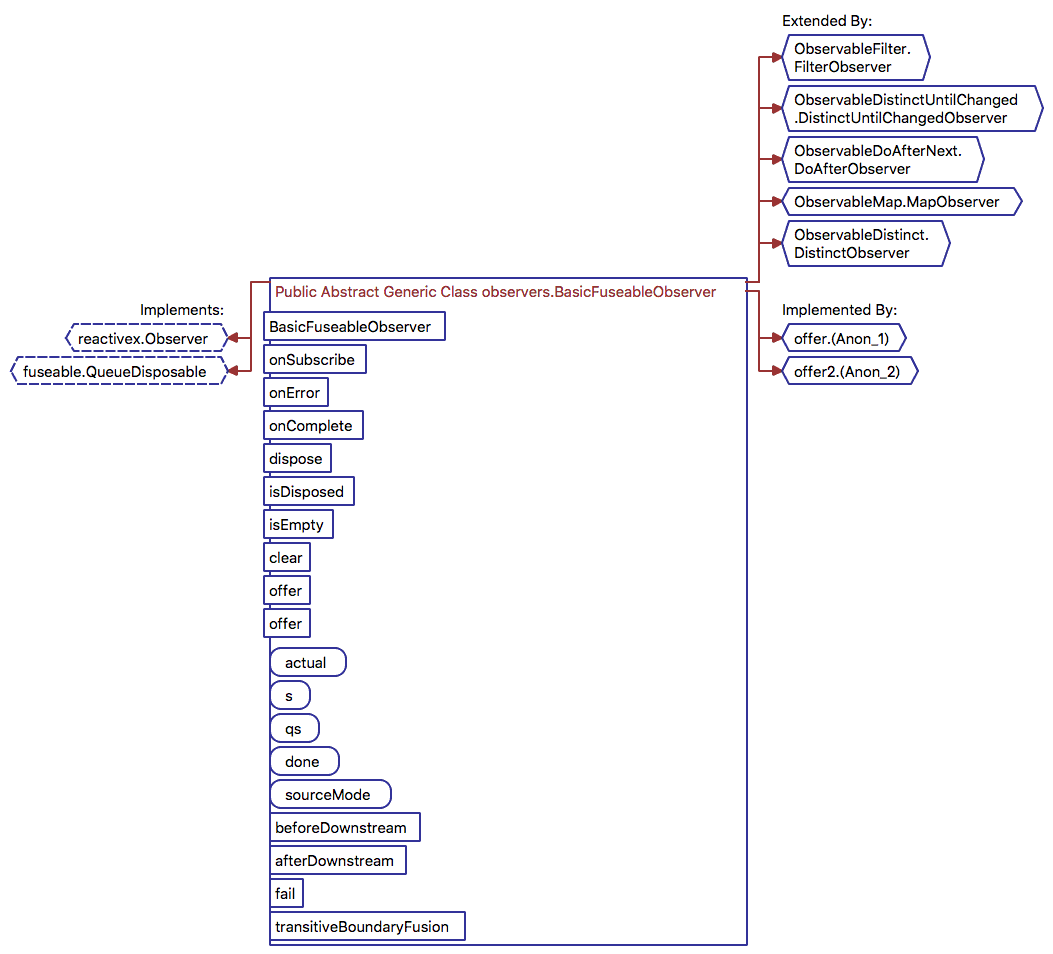 Extended By:
ObservableFilter.
FilterObserver
ObservableDistinctUntilChanged
.DistinctUntilChangedObserver
ObservableDoAfterNext.
DoAfterObserver
ObservableMap.MapObserver
ObservableDistinct.
DistinctObserver
Public Abstract Generic Class observers.BasicFuseableObserver
Implements:
reactivex.Observer
fuseable.QueueDisposable
Implemented By:
offer.(Anon_1)
offer2.(Anon_2)
BasicFuseableObserver
onSubscribe
onError
onComplete
dispose
isDisposed
isEmpty
clear
offer
offer
actual
s
qs
done
sourceMode
beforeDownstream
afterDownstream
fail
transitiveBoundaryFusion